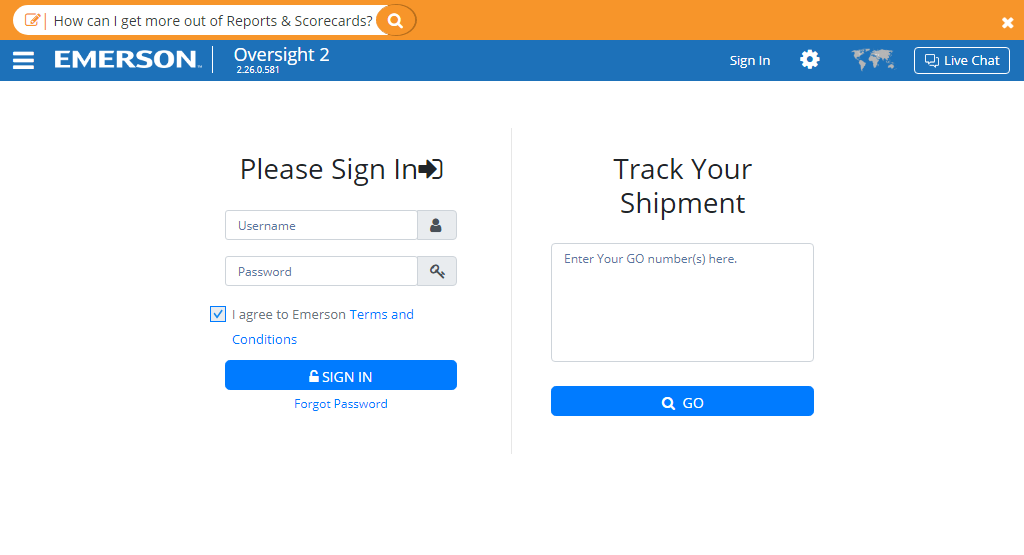 How can I get more out of Reports & Scorecards?
EMERSON™
Oversight 2
2.26.0.581
Sign In
Live Chat
Please Sign In
Username
Password
I agree to Emerson Terms and
Conditions
SIGN IN
Forgot Password
Track Your
Shipment
Enter Your GO number(s) here.
GO